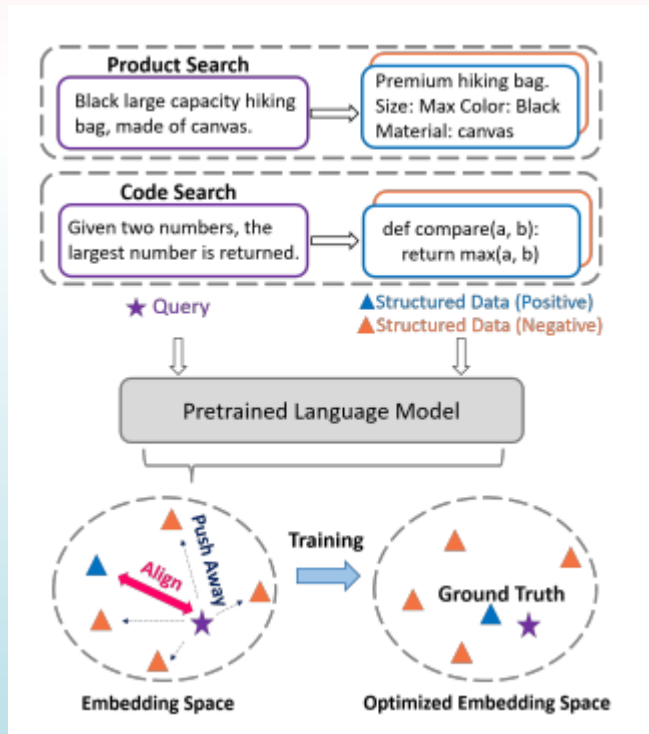 Product Search
Black large capacity hiking
bag, made of canvas.
Premium hiking bag.
Size: Max Color: Black
Material: canvas
Code Search
Given two numbers, the
largest number is returned.
def compare(a, b):
return max(a, b)
Query
Structured Data (Positive)
Structured Data (Negative)
Pretrained Language Model
Push Away
Align
Training
Ground Truth
Embedding Space
Optimized Embedding Space